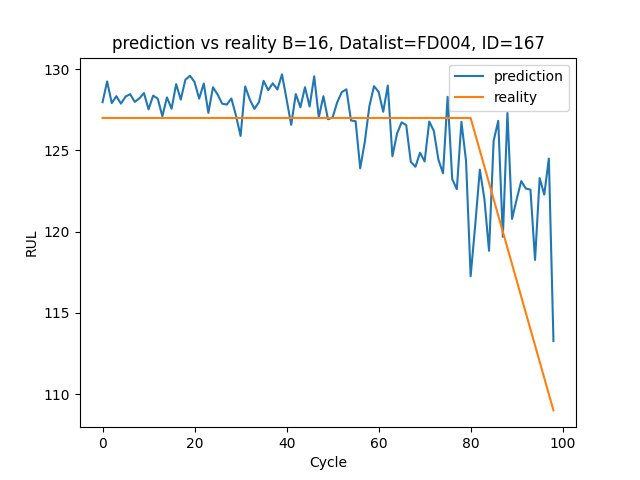 prediction vs reality B=16, Datalist=FD004, ID=167
prediction
reality
RUL
130
125
120
115
110
0 20 40 60 80 100
Cycle